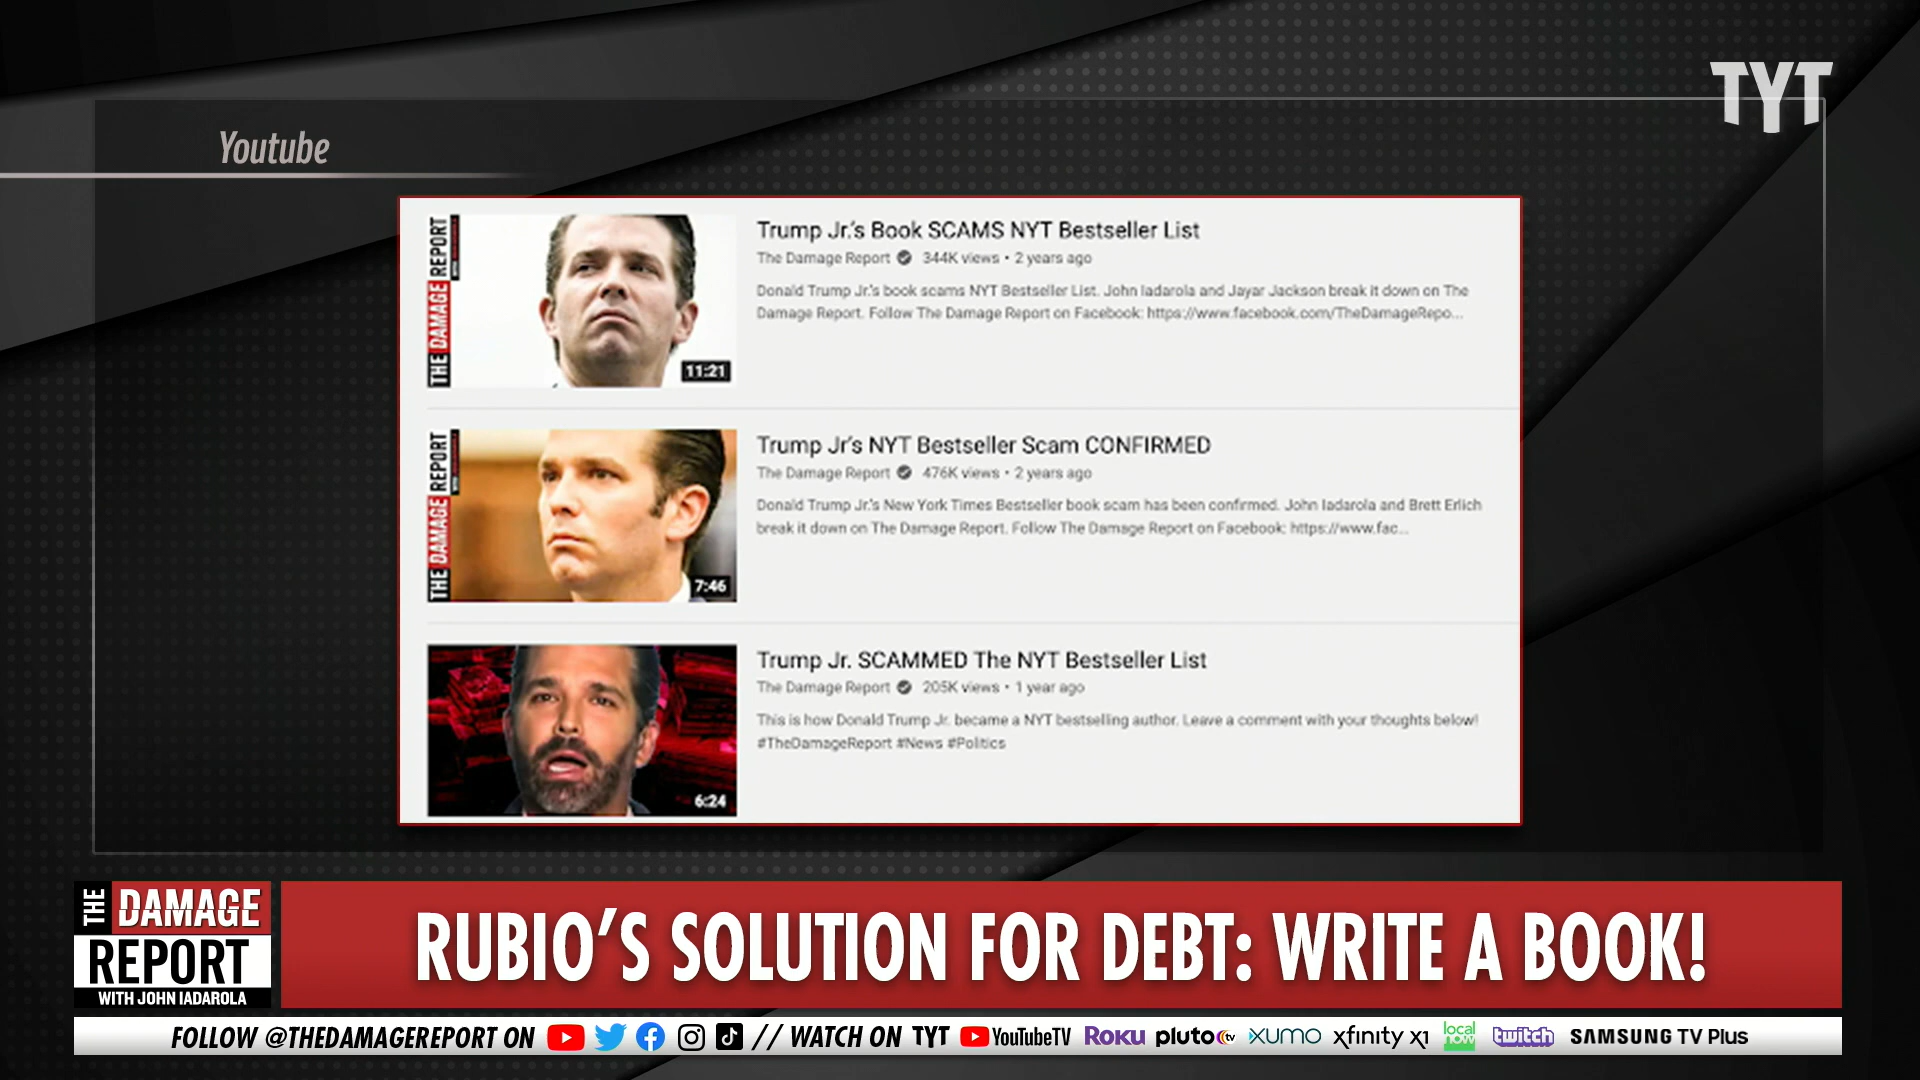 TYT
Youtube
THE DAMAGE REPORT
11:21
Trump Jr.'s Book SCAMS NYT Bestseller List
The Damage Report 344K views • 2 years ago
Donald Trump Jr.'s book scams NYT Bestseller List. John Iadarola and Jayar Jackson break it down on The
Damage Report. Follow The Damage Report on Facebook: https://www.facebook.com/TheDamageRepo...
THE DAMAGE REPORT
7:46
Trump Jr's NYT Bestseller Scam CONFIRMED
The Damage Report 476K views • 2 years ago
Donald Trump Jr.'s New York Times Bestseller book scam has been confirmed. John Iadarola and Brett Erlich
break it down on The Damage Report. Follow The Damage Report on Facebook: https://www.fac...
6:24
Trump Jr. SCAMMED The NYT Bestseller List
The Damage Report 205K views • 1 year ago
This is how Donald Trump Jr. became a NYT bestselling author. Leave a comment with your thoughts below!
#TheDamageReport #News #Politics
THE DAMAGE
REPORT
WITH JOHN IADAROLA
RUBIO'S SOLUTION FOR DEBT: WRITE A BOOK!
FOLLOW @THEDAMAGEREPORT ON // WATCH ON TYT YouTubeTV ROKU pluto tv XUMO xfinity X1 local now twitch SAMSUNG TV Plus